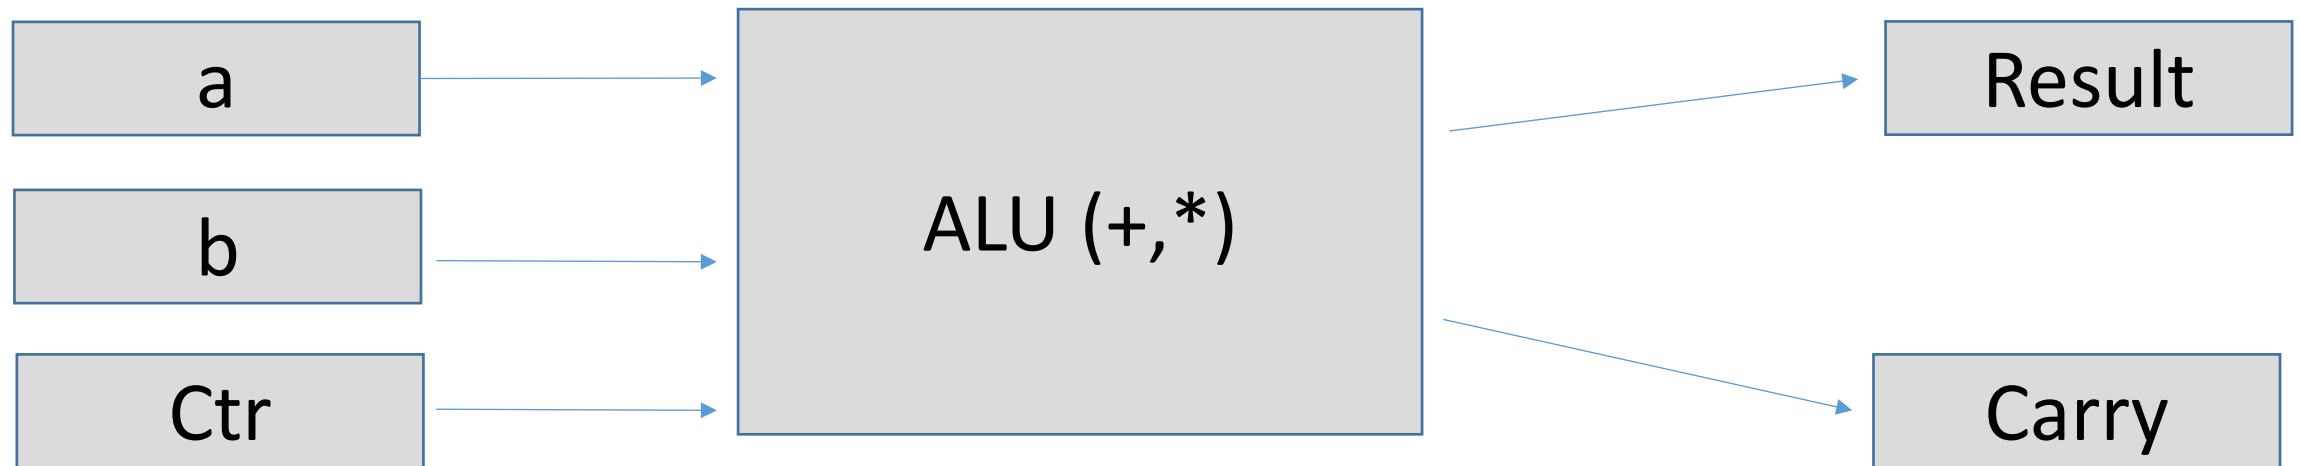 a
b
Ctr
ALU (+,*)
Result
Carry